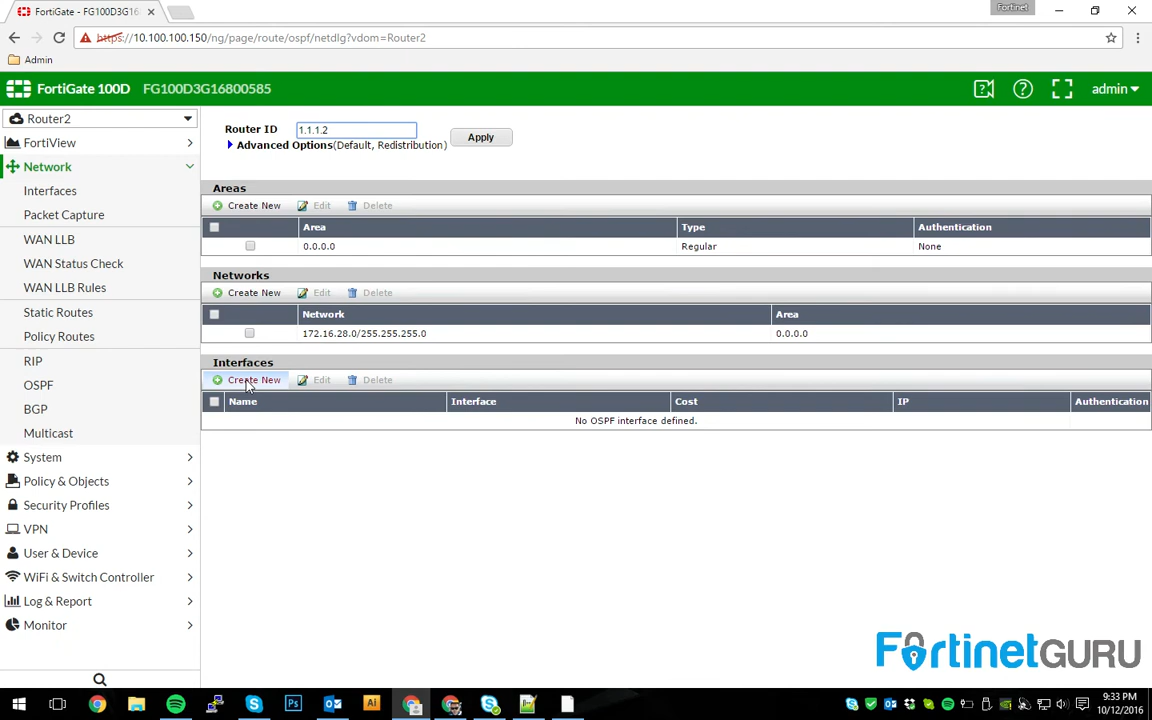 FortiGate - FG100D3G16
Fortinet
https://10.100.100.150/ng/page/route/ospf/netdlg?vdom=Router2
Admin
FortiGate 100D FG100D3G16800585
admin
Router2
FortiView
Network
Interfaces
Packet Capture
WAN LLB
WAN Status Check
WAN LLB Rules
Static Routes
Policy Routes
RIP
OSPF
BGP
Multicast
System
Policy & Objects
Security Profiles
VPN
User & Device
WiFi & Switch Controller
Log & Report
Monitor
Router ID 1.1.1.2 Apply
Advanced Options(Default, Redistribution)
Areas
Create New Edit Delete
Area Type Authentication
0.0.0.0 Regular None
Networks
Create New Edit Delete
Network Area
172.16.28.0/255.255.255.0 0.0.0.0
Interfaces
Create New Edit Delete
Name Interface Cost IP Authentication
No OSPF interface defined.
FortinetGURU
9:33 PM
10/12/2016